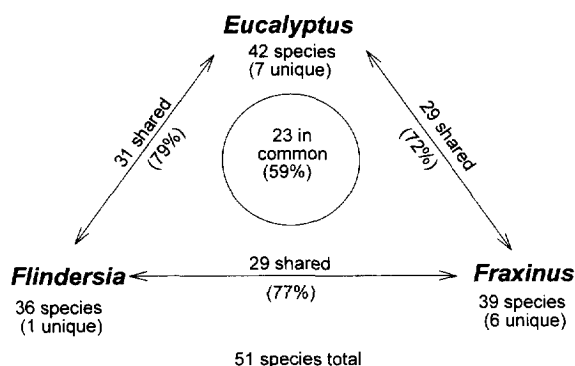 Eucalyptus
42 species
(7 unique)
31 shared
(79%)
29 shared
(72%)
23 in
common
(59%)
Flindersia
36 species
(1 unique)
29 shared
(77%)
Fraxinus
39 species
(6 unique)
51 species total